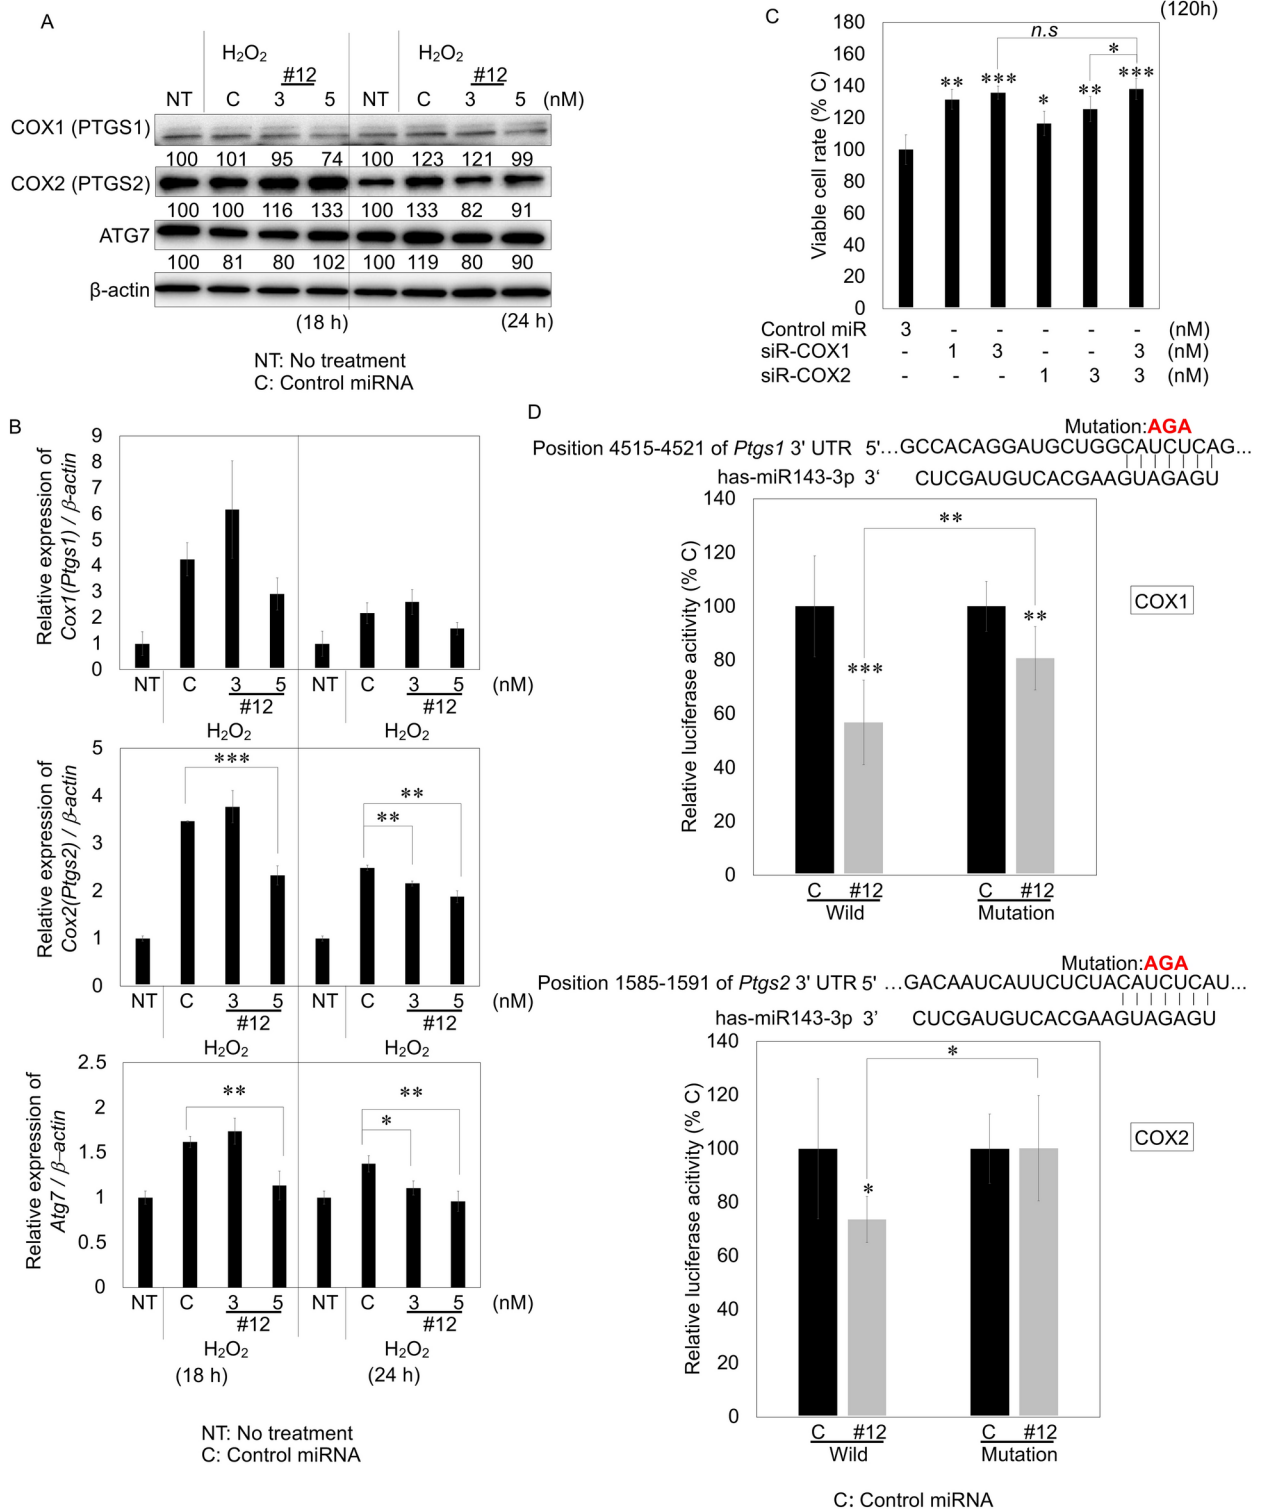 A
H₂O₂
H₂O₂
#12
#12
NT C 3 5 NT C 3 5 (nM)
COX1 (PTGS1)
100 101 95 74 100 123 121 99
COX2 (PTGS2)
100 100 116 133 100 133 82 91
ATG7
100 81 80 102 100 119 80 90
β-actin
(18 h)
(24 h)
NT: No treatment
C: Control miRNA
C
(120h)
Viable cell rate (% C)
180
160
140
120
100
80
60
40
20
0
n.s
*
** *** * ** ***
Control miR 3 - - - - - (nM)
siR-COX1 - 1 3 - - 3 (nM)
siR-COX2 - - - 1 3 3 (nM)
B
Relative expression of
Cox1(Ptgs1) / β-actin
9
8
7
6
5
4
3
2
1
0
NT C 3 5 NT C 3 5 (nM)
#12 #12
H₂O₂ H₂O₂
Relative expression of
Cox2(Ptgs2) / β-actin
5
4
3
2
1
0
***
**
**
NT C 3 5 NT C 3 5 (nM)
#12 #12
H₂O₂ H₂O₂
Relative expression of
Atg7 / β–actin
2.5
2
1.5
1
0.5
0
**
**
*
NT C 3 5 NT C 3 5 (nM)
#12 #12
H₂O₂ H₂O₂
(18 h) (24 h)
NT: No treatment
C: Control miRNA
D
Mutation:AGA
Position 4515-4521 of Ptgs1 3' UTR 5'…GCCACAGGAUGCUGGCAUCUCAG…
has-miR143-3p 3‘ CUCGAUGUCACGAAGUAGAGU
Relative luciferase acitivity (% C)
140
120
100
80
60
40
20
0
**
***
**
COX1
C #12 C #12
Wild Mutation
Mutation:AGA
Position 1585-1591 of Ptgs2 3' UTR 5' …GACAAUCAUUCUCUACAUCUCAU…
has-miR143-3p 3’ CUCGAUGUCACGAAGUAGAGU
Relative luciferase acitivity (% C)
140
120
100
80
60
40
20
0
*
*
COX2
C #12 C #12
Wild Mutation
C: Control miRNA